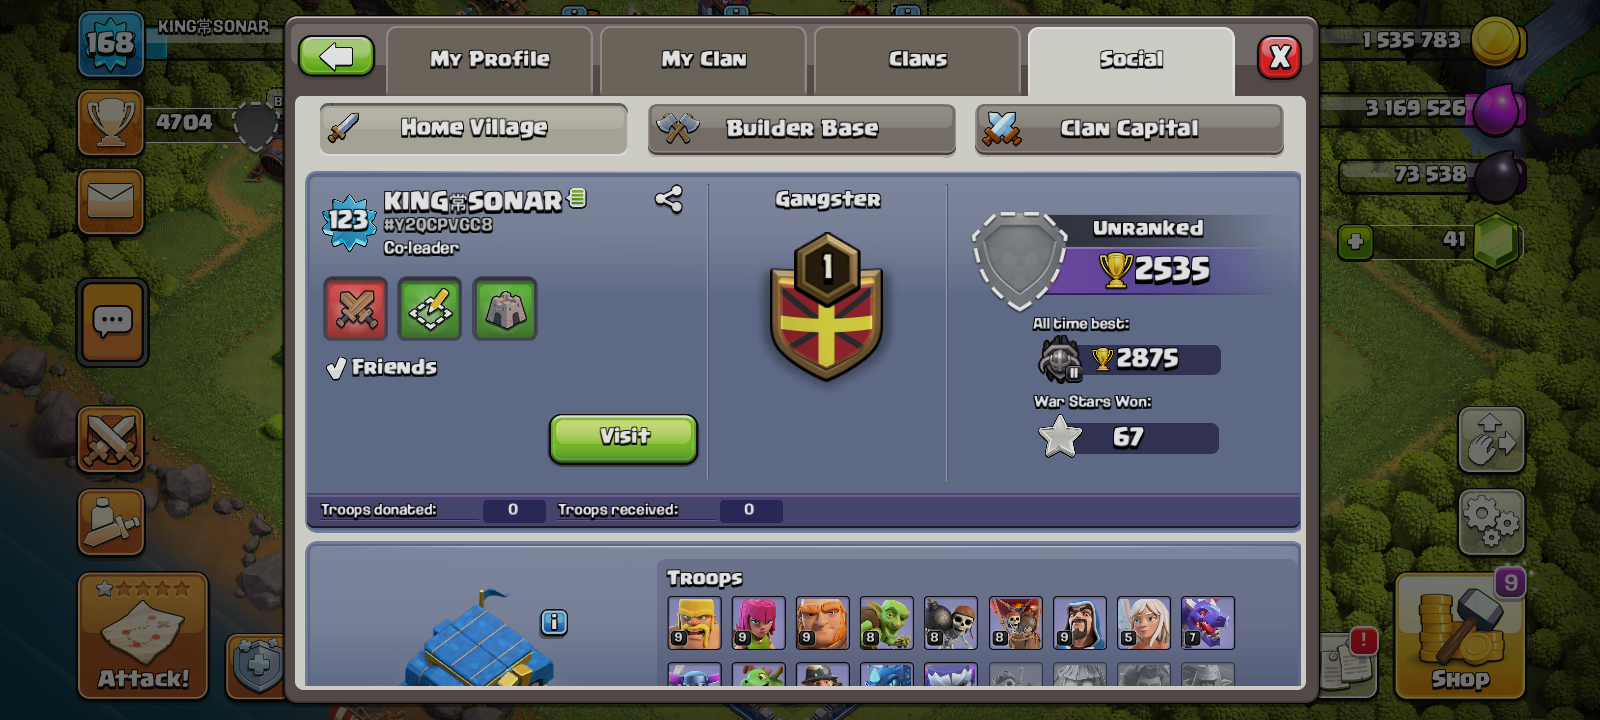 168
KING常SONAR
My Profile
My Clan
Clans
Social
X
1 535 783
4704
Home Village
Builder Base
Clan Capital
3 169 526
123
KING常SONAR
#Y2QCPVGC8
Co-leader
Gangster
1
Unranked
2535
73 538
41
All time best:
II
2875
Friends
War Stars Won:
67
Visit
Troops donated:
0
Troops received:
0
Troops
i
9
9
9
8
8
8
9
5
7
Attack!
9
!
Shop